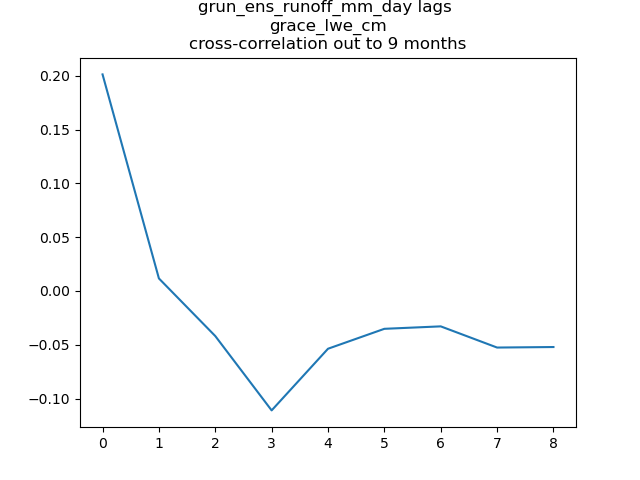 grun_ens_runoff_mm_day lags
grace_lwe_cm
cross-correlation out to 9 months
0.20
0.15
0.10
0.05
0.00
−0.05
−0.10
0 1 2 3 4 5 6 7 8